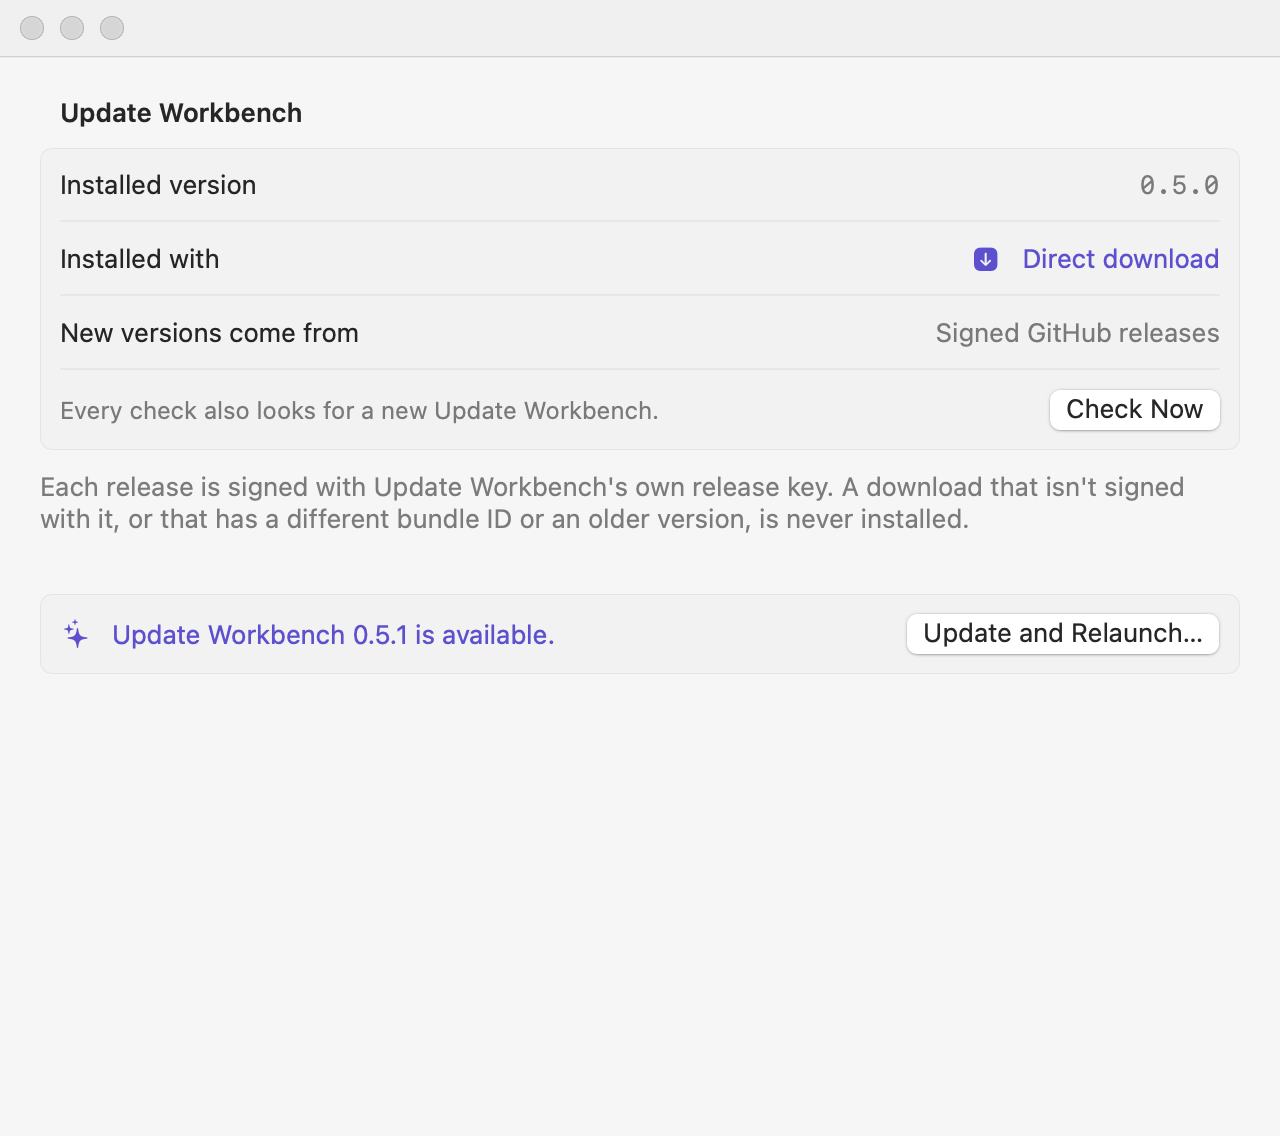 Update Workbench
Installed version
0.5.0
Installed with
Direct download
New versions come from
Signed GitHub releases
Every check also looks for a new Update Workbench.
Check Now
Each release is signed with Update Workbench's own release key. A download that isn't signed
with it, or that has a different bundle ID or an older version, is never installed.
Update Workbench 0.5.1 is available.
Update and Relaunch...